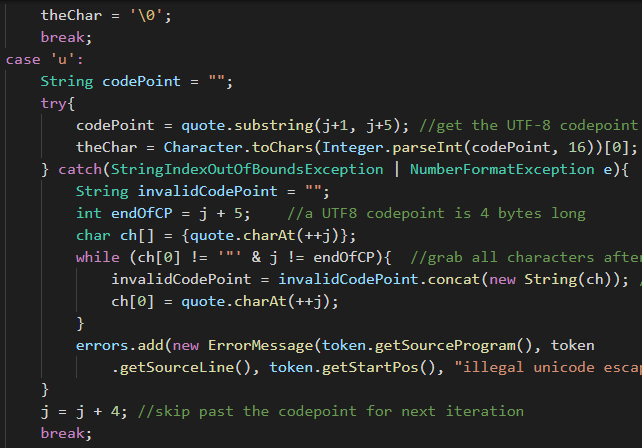 theChar = '\0';
break;
case 'u':
String codePoint = "";
try{
codePoint = quote.substring(j+1, j+5); //get the UTF-8 codepoint
theChar = Character.toChars(Integer.parseInt(codePoint, 16))[0];
} catch(StringIndexOutOfBoundsException | NumberFormatException e){
String invalidCodePoint = "";
int endOfCP = j + 5; //a UTF8 codepoint is 4 bytes long
char ch[] = {quote.charAt(++j)};
while (ch[0] != '"' & j != endOfCP){ //grab all characters after
invalidCodePoint = invalidCodePoint.concat(new String(ch)); /
ch[0] = quote.charAt(++j);
}
errors.add(new ErrorMessage(token.getSourceProgram(), token
.getSourceLine(), token.getStartPos(), "illegal unicode escap
}
j = j + 4; //skip past the codepoint for next iteration
break;